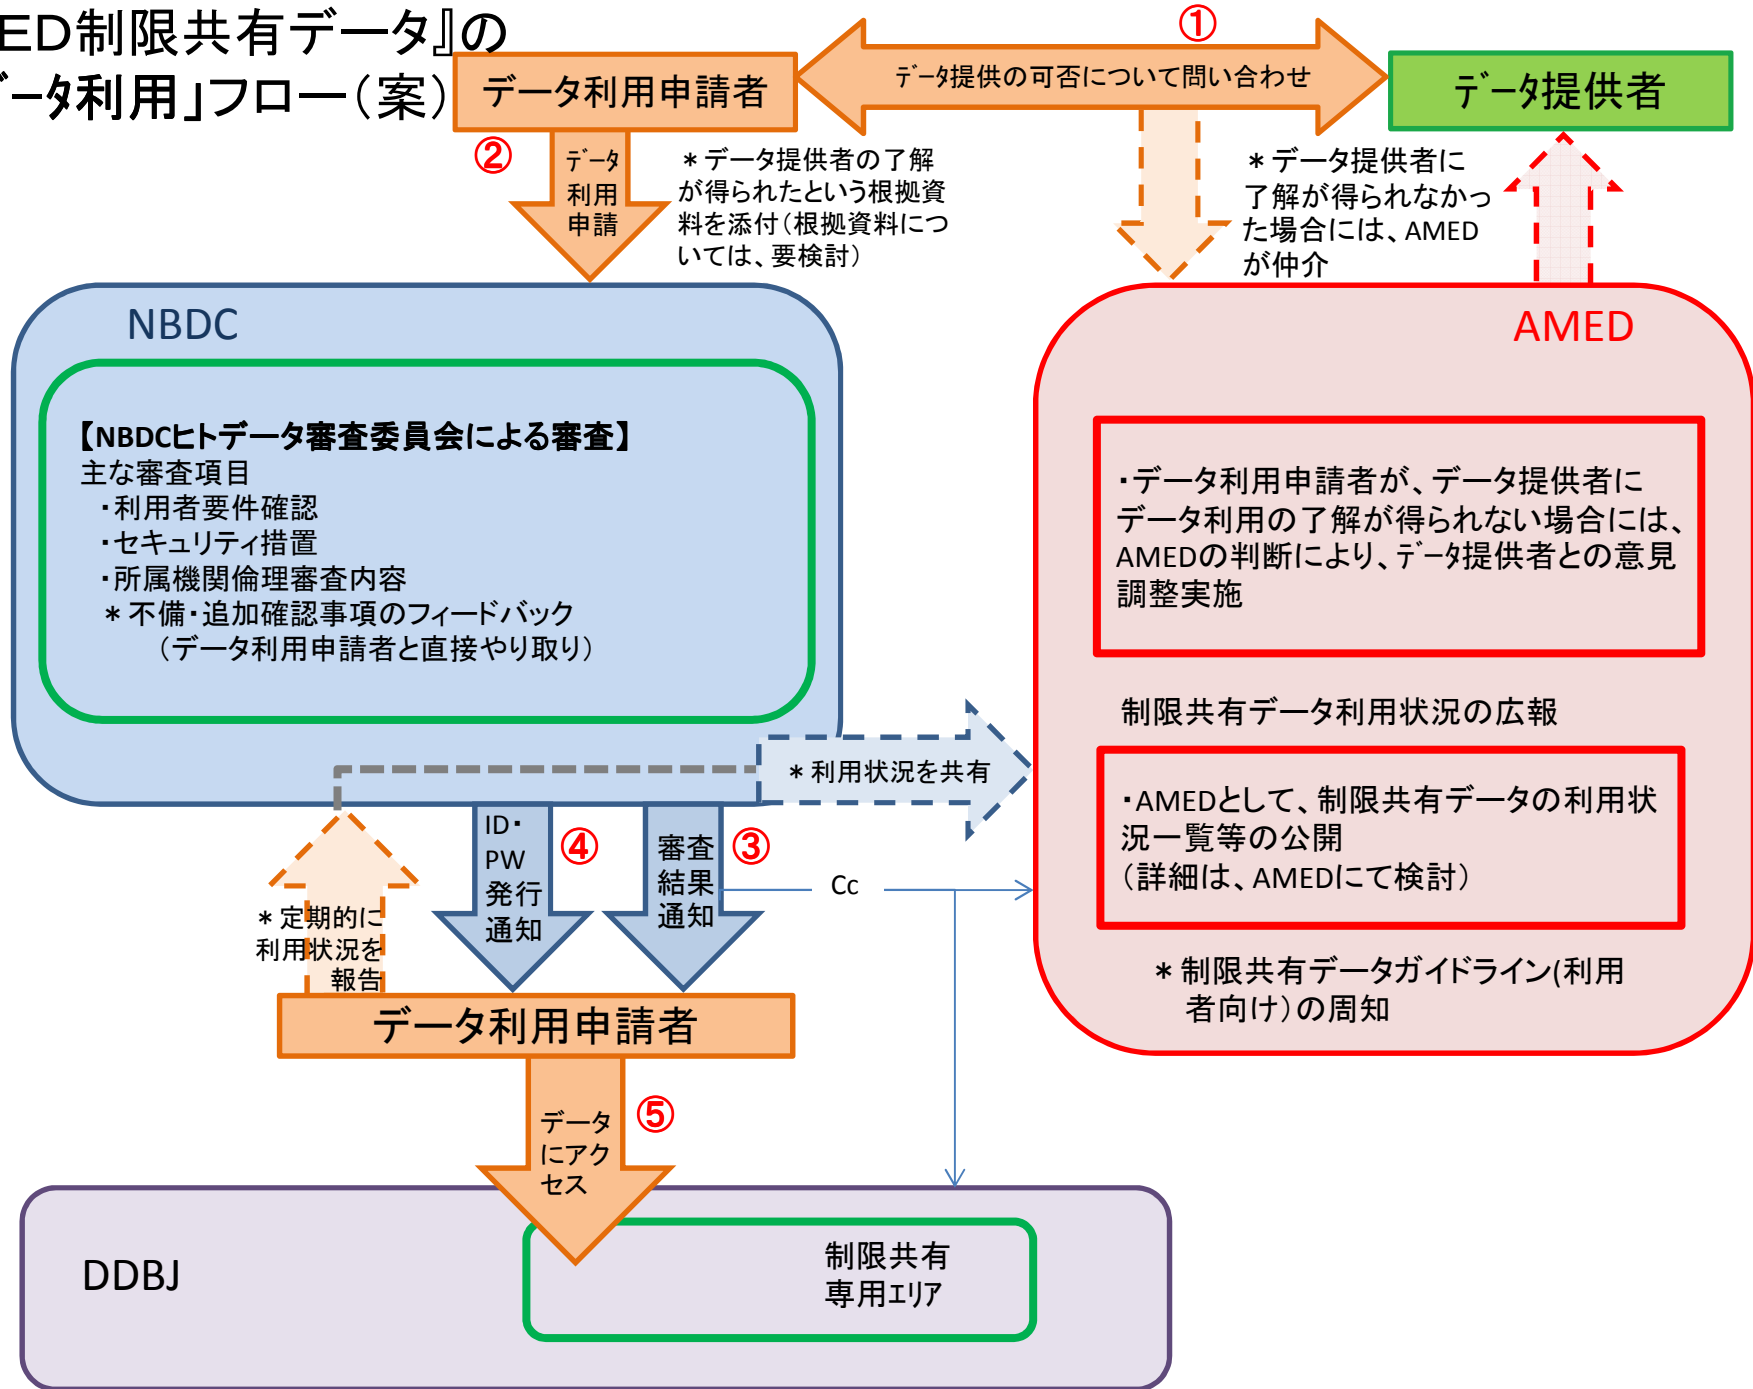 ED制限共有データ』の
データ利用」フロー（案）
①
データ利用申請者
ﾃﾞｰﾀ提供の可否について問い合わせ
ﾃﾞｰﾀ提供者
②
ﾃﾞｰﾀ
利用
申請
＊データ提供者の了解
が得られたという根拠資
料を添付（根拠資料につ
いては、要検討）
＊データ提供者に
了解が得られなかっ
た場合には、AMED
が仲介
NBDC
【NBDCヒトデータ審査委員会による審査】
主な審査項目
・利用者要件確認
・セキュリティ措置
・所属機関倫理審査内容
＊不備・追加確認事項のフィードバック
（データ利用申請者と直接やり取り）
AMED
・データ利用申請者が、データ提供者に
データ利用の了解が得られない場合には、
AMEDの判断により、ﾃﾞｰﾀ提供者との意見
調整実施
制限共有データ利用状況の広報
・AMEDとして、制限共有データの利用状
況一覧等の公開
（詳細は、AMEDにて検討）
＊制限共有データガイドライン(利用
者向け）の周知
＊利用状況を共有
ID・
PW
発行
通知
④
審査
結果
通知
③
Cc
＊定期的に
利用状況を
報告
データ利用申請者
データ
にアク
セス
⑤
DDBJ
制限共有
専用ｴﾘｱ